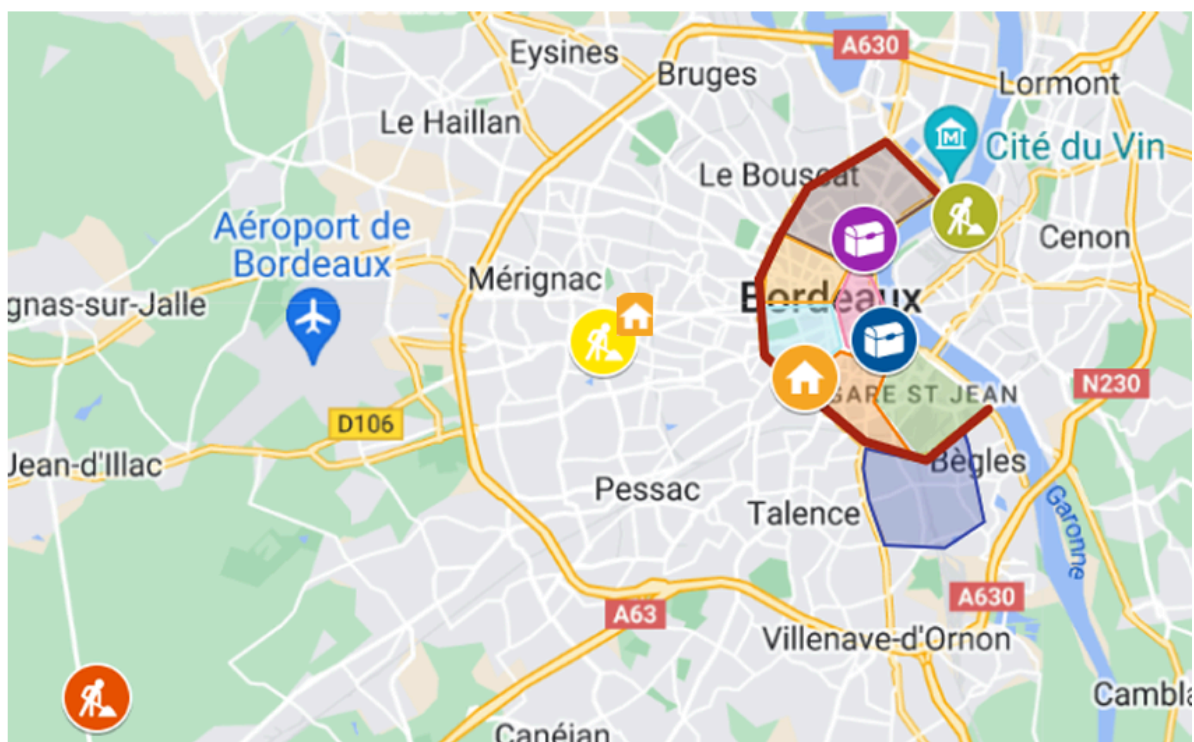 Eysines
A630
Bruges
Lormont
Le Haillan
M
Cité du Vin
Le Bouscat
Aéroport de
Bordeaux
Cenon
Mérignac
gnas-sur-Jalle
Bordeaux
N230
GARE ST JEAN
D106
Jean-d'Illac
Bègles
Pessac
Talence
Garonne
A63
A630
Villenave-d'Ornon
Cambla
Canéjan